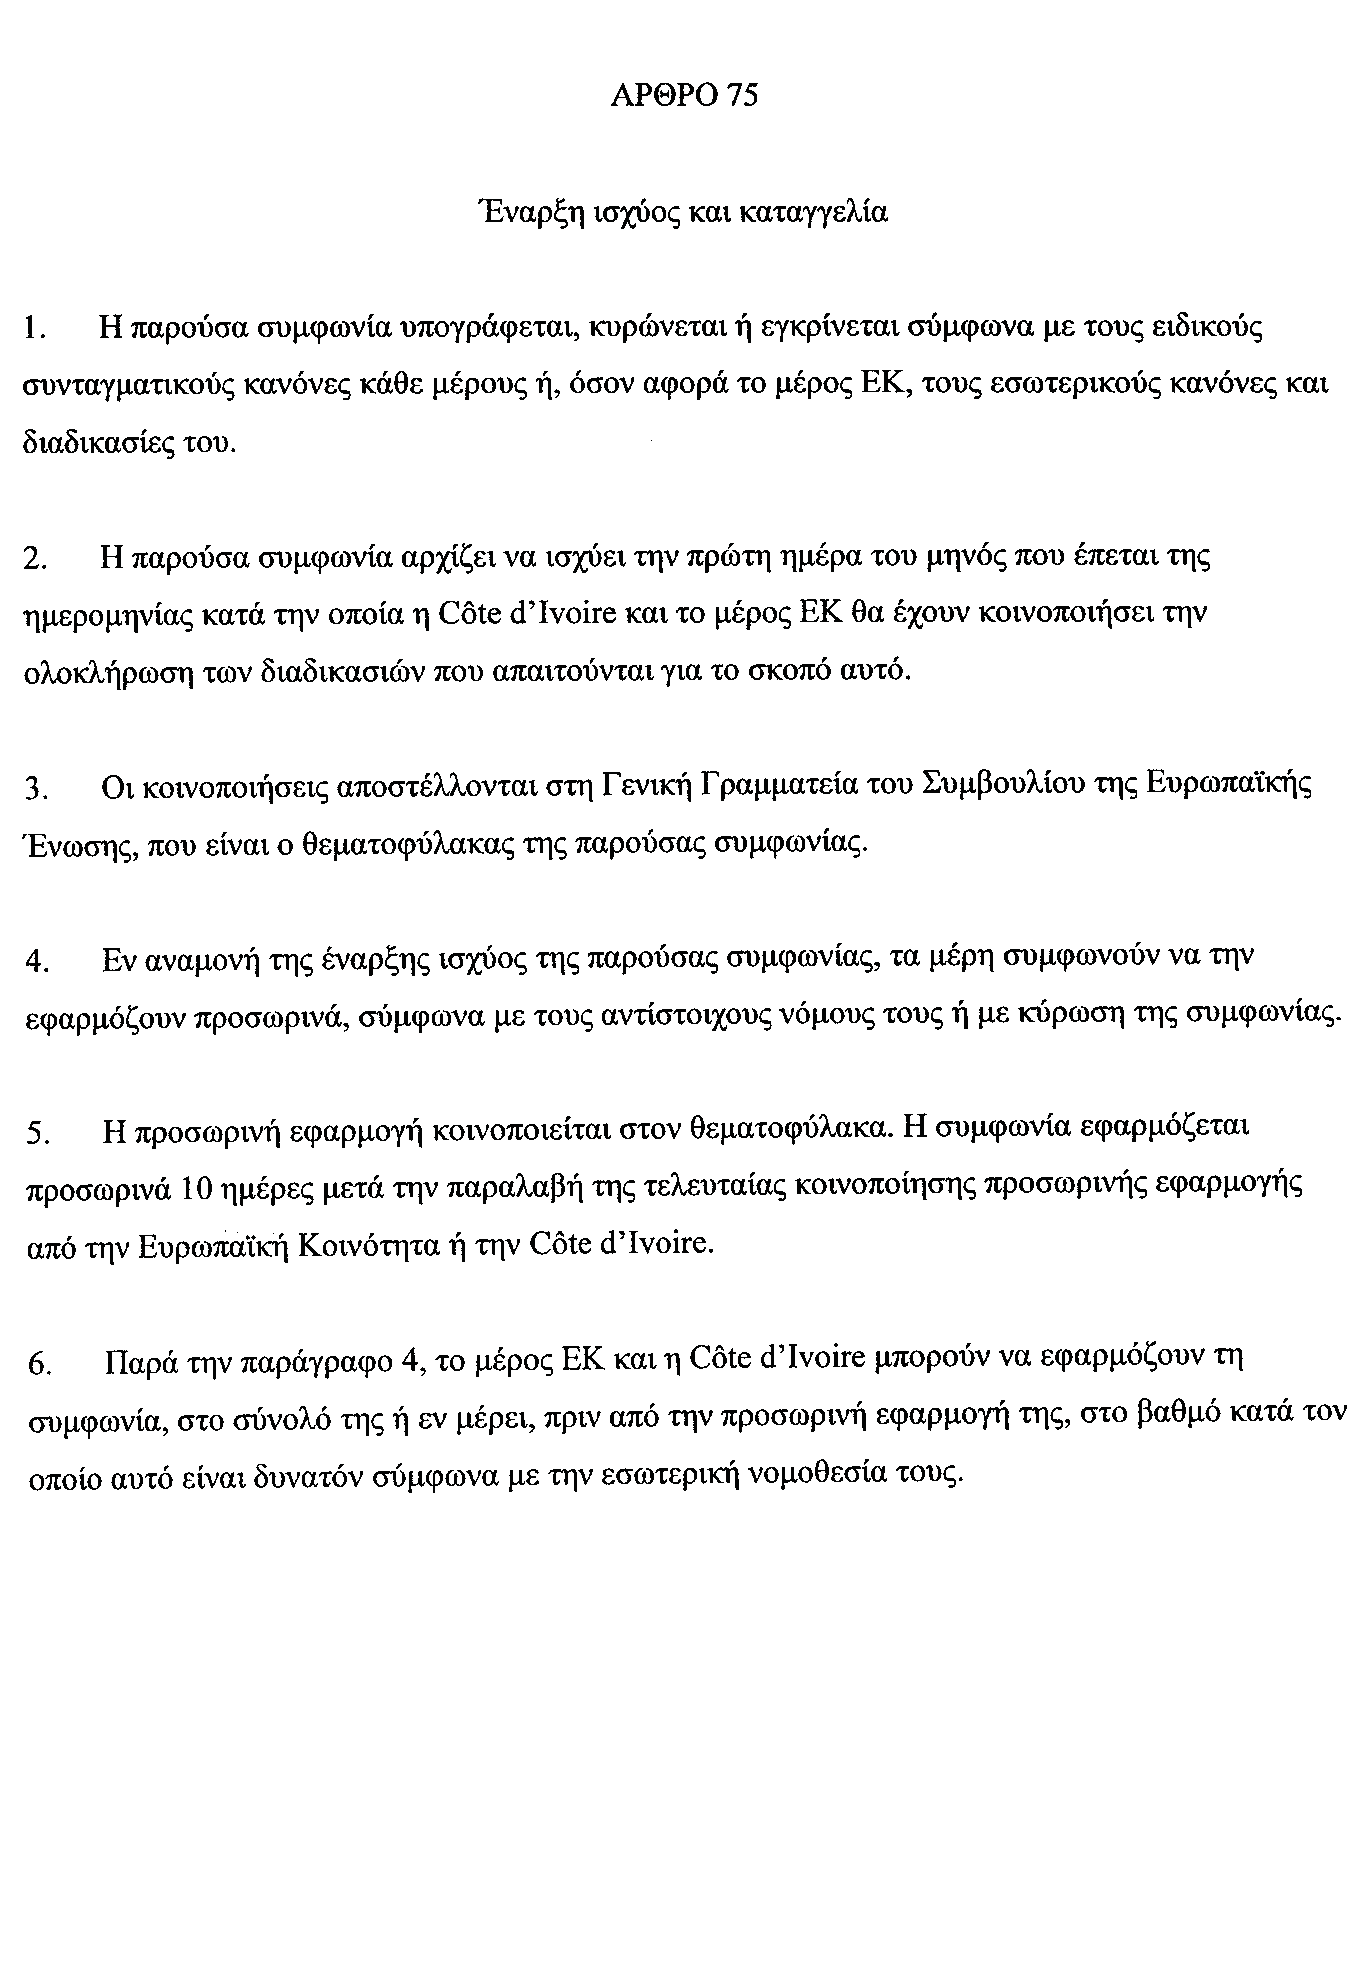 ΑΡΘΡΟ 75
Έναρξη ισχύος και καταγγελία
1. Η παρούσα συμφωνία υπογράφεται, κυρώνεται ή εγκρίνεται σύμφωνα με τους ειδικούς
συνταγματικούς κανόνες κάθε μέρους ή, όσον αφορά το μέρος ΕΚ, τους εσωτερικούς κανόνες και
διαδικασίες του.
2. Η παρούσα συμφωνία αρχίζει να ισχύει την πρώτη ημέρα του μηνός που έπεται της
ημερομηνίας κατά την οποία η Côte d’Ivoire και το μέρος ΕΚ θα έχουν κοινοποιήσει την
ολοκλήρωση των διαδικασιών που απαιτούνται για το σκοπό αυτό.
3. Οι κοινοποιήσεις αποστέλλονται στη Γενική Γραμματεία του Συμβουλίου της Ευρωπαϊκής
Ένωσης, που είναι ο θεματοφύλακας της παρούσας συμφωνίας.
4. Εν αναμονή της έναρξης ισχύος της παρούσας συμφωνίας, τα μέρη συμφωνούν να την
εφαρμόζουν προσωρινά, σύμφωνα με τους αντίστοιχους νόμους τους ή με κύρωση της συμφωνίας.
5. Η προσωρινή εφαρμογή κοινοποιείται στον θεματοφύλακα. Η συμφωνία εφαρμόζεται
προσωρινά 10 ημέρες μετά την παραλαβή της τελευταίας κοινοποίησης προσωρινής εφαρμογής
από την Ευρωπαϊκή Κοινότητα ή την Côte d’Ivoire.
6. Παρά την παράγραφο 4, το μέρος ΕΚ και η Côte d’Ivoire μπορούν να εφαρμόζουν τη
συμφωνία, στο σύνολό της ή εν μέρει, πριν από την προσωρινή εφαρμογή της, στο βαθμό κατά τον
οποίο αυτό είναι δυνατόν σύμφωνα με την εσωτερική νομοθεσία τους.